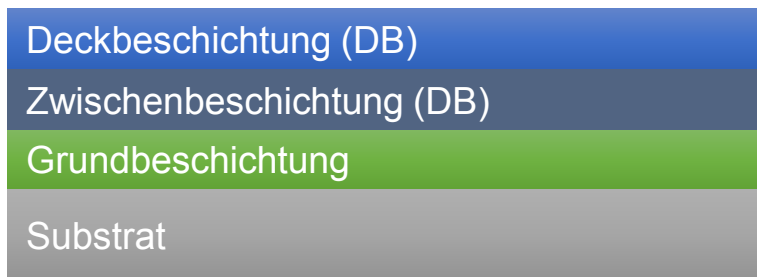 Deckbeschichtung (DB)
Zwischenbeschichtung (DB)
Grundbeschichtung
Substrat